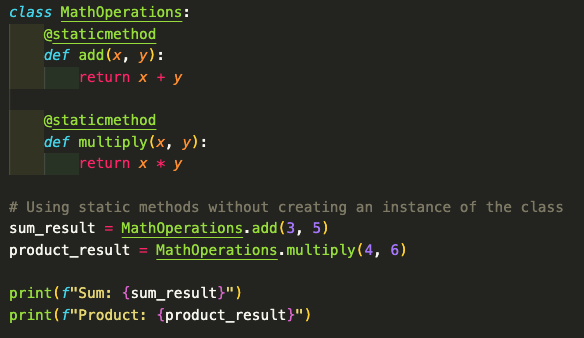 class MathOperations:
    @staticmethod
    def add(x, y):
        return x + y

    @staticmethod
    def multiply(x, y):
        return x * y

# Using static methods without creating an instance of the class
sum_result = MathOperations.add(3, 5)
product_result = MathOperations.multiply(4, 6)

print(f"Sum: {sum_result}")
print(f"Product: {product_result}")